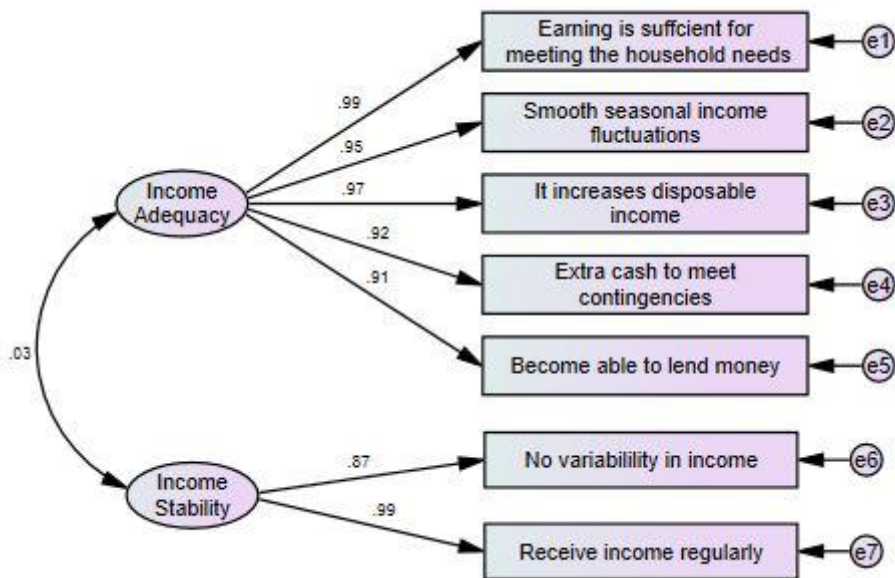 Earning is suffcient for
meeting the household needs
e1
.99
Smooth seasonal income
fluctuations
e2
.95
Income
Adequacy
.97
It increases disposable
income
e3
.92
Extra cash to meet
contingencies
e4
.91
Become able to lend money
e5
.03
Income
Stability
.87
No variabilility in income
e6
.99
Receive income regularly
e7